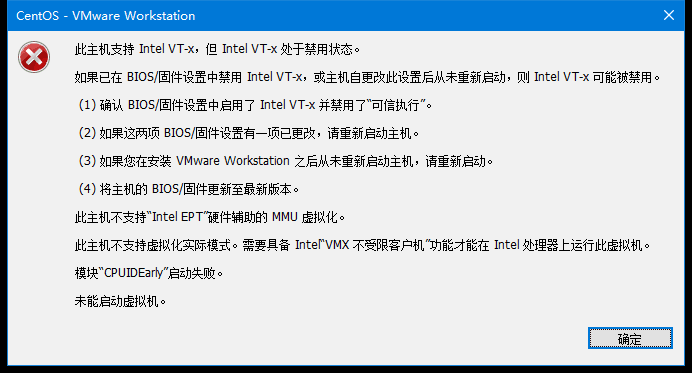 CentOS - VMware Workstation
此主机支持 Intel VT-x，但 Intel VT-x 处于禁用状态。
如果已在 BIOS/固件设置中禁用 Intel VT-x，或主机自更改此设置后从未重新启动，则 Intel VT-x 可能被禁用。
(1) 确认 BIOS/固件设置中启用了 Intel VT-x 并禁用了“可信执行”。
(2) 如果这两项 BIOS/固件设置有一项已更改，请重新启动主机。
(3) 如果您在安装 VMware Workstation 之后从未重新启动主机，请重新启动。
(4) 将主机的 BIOS/固件更新至最新版本。
此主机不支持“Intel EPT”硬件辅助的 MMU 虚拟化。
此主机不支持虚拟化实际模式。需要具备 Intel“VMX 不受限客户机”功能才能在 Intel 处理器上运行此虚拟机。
模块“CPUIDEarly”启动失败。
未能启动虚拟机。
确定